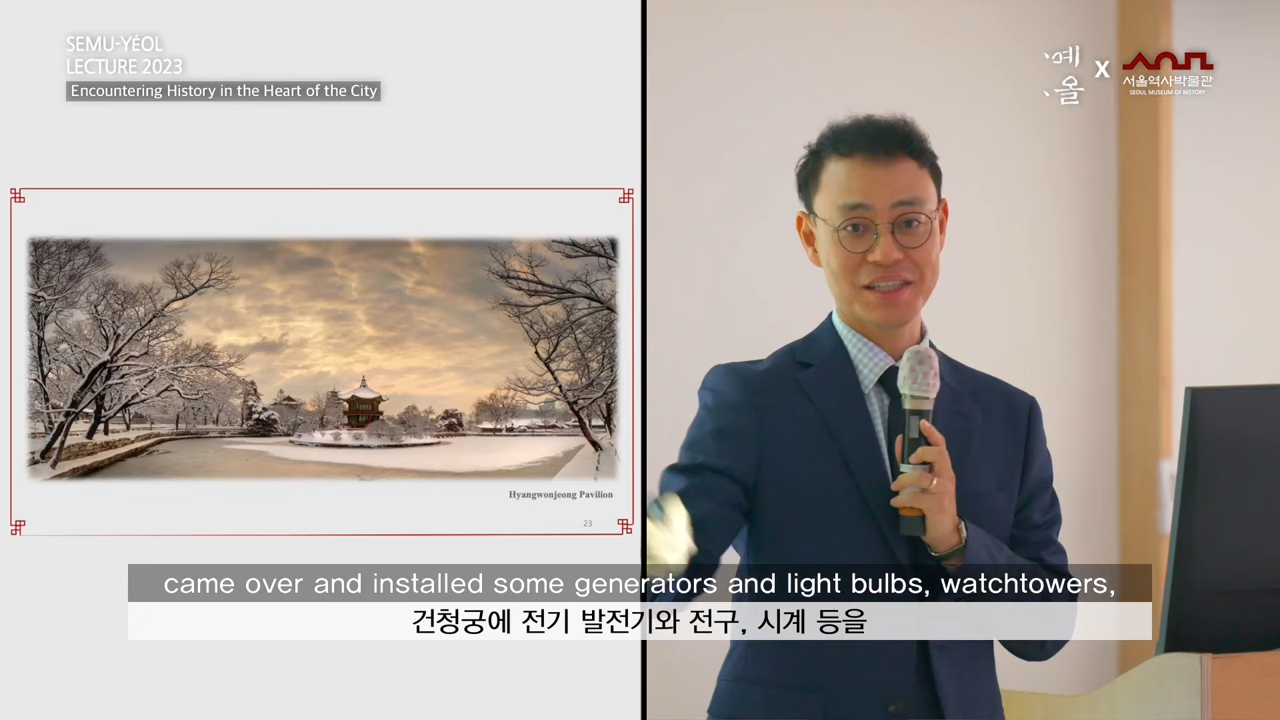 SEMU-YÉOL
LECTURE 2023
Encountering History in the Heart of the City
예
올
X
서울역사박물관
SEOUL MUSEUM OF HISTORY
Hyangwonjeong Pavilion
23
came over and installed some generators and light bulbs, watchtowers,
건청궁에 전기 발전기와 전구, 시계 등을